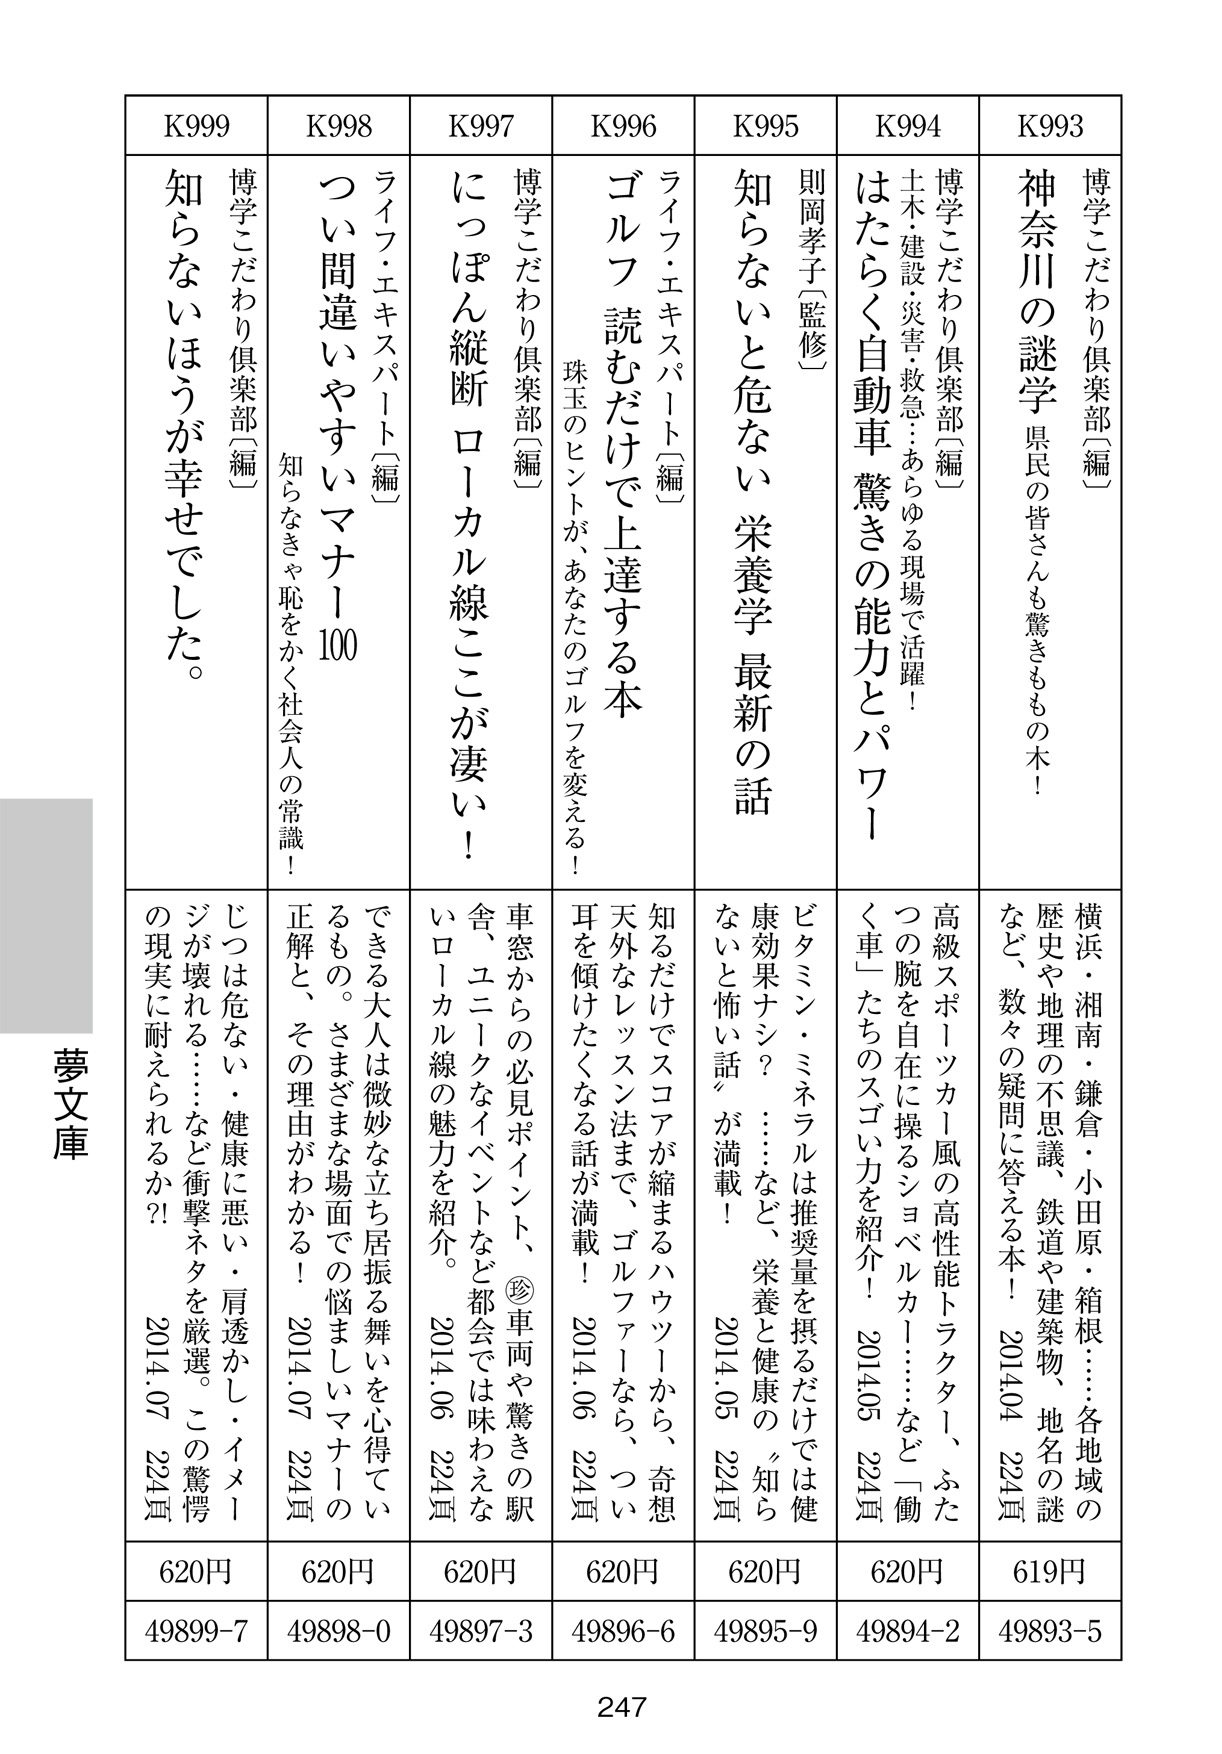 K993
博学こだわり倶楽部〔編〕
神奈川の謎学 県民の皆さんも驚きももの木！
横浜・湘南・鎌倉・小田原・箱根……各地域の
歴史や地理の不思議、鉄道や建築物、地名の謎
など、数々の疑問に答える本！ 2014.04 224頁
619円
49893-5
K994
博学こだわり倶楽部〔編〕
土木・建設・災害・救急…あらゆる現場で活躍！
はたらく自動車 驚きの能力とパワー
高級スポーツカー風の高性能トラクター、ふた
つの腕を自在に操るショベルカー……など「働
く車」たちのスゴい力を紹介！ 2014.05 224頁
620円
49894-2
K995
則岡孝子〔監修〕
知らないと危ない 栄養学 最新の話
ビタミン・ミネラルは推奨量を摂るだけでは健
康効果ナシ？ ……など、栄養と健康の〝知ら
ないと怖い話〟が満載！ 2014.05 224頁
620円
49895-9
K996
ライフ・エキスパート〔編〕
ゴルフ 読むだけで上達する本
珠玉のヒントが、あなたのゴルフを変える！
知るだけでスコアが縮まるハウツーから、奇想
天外なレッスン法まで、ゴルファーなら、つい
耳を傾けたくなる話が満載！ 2014.06 224頁
620円
49896-6
K997
博学こだわり倶楽部〔編〕
にっぽん縦断 ローカル線ここが凄い！
車窓からの必見ポイント、㊟車両や驚きの駅
舎、ユニークなイベントなど都会では味わえな
いローカル線の魅力を紹介。 2014.06 224頁
620円
49897-3
K998
ライフ・エキスパート〔編〕
つい間違いやすいマナー100
知らなきゃ恥をかく社会人の常識！
できる大人は微妙な立ち居振る舞いを心得てい
るもの。さまざまな場面での悩ましいマナーの
正解と、その理由がわかる！ 2014.07 224頁
620円
49898-0
K999
博学こだわり倶楽部〔編〕
知らないほうが幸せでした。
じつは危ない・健康に悪い・肩透かし・イメー
ジが壊れる……など衝撃ネタを厳選。この驚愕
の現実に耐えられるか?! 2014.07 224頁
620円
49899-7
夢文庫
247